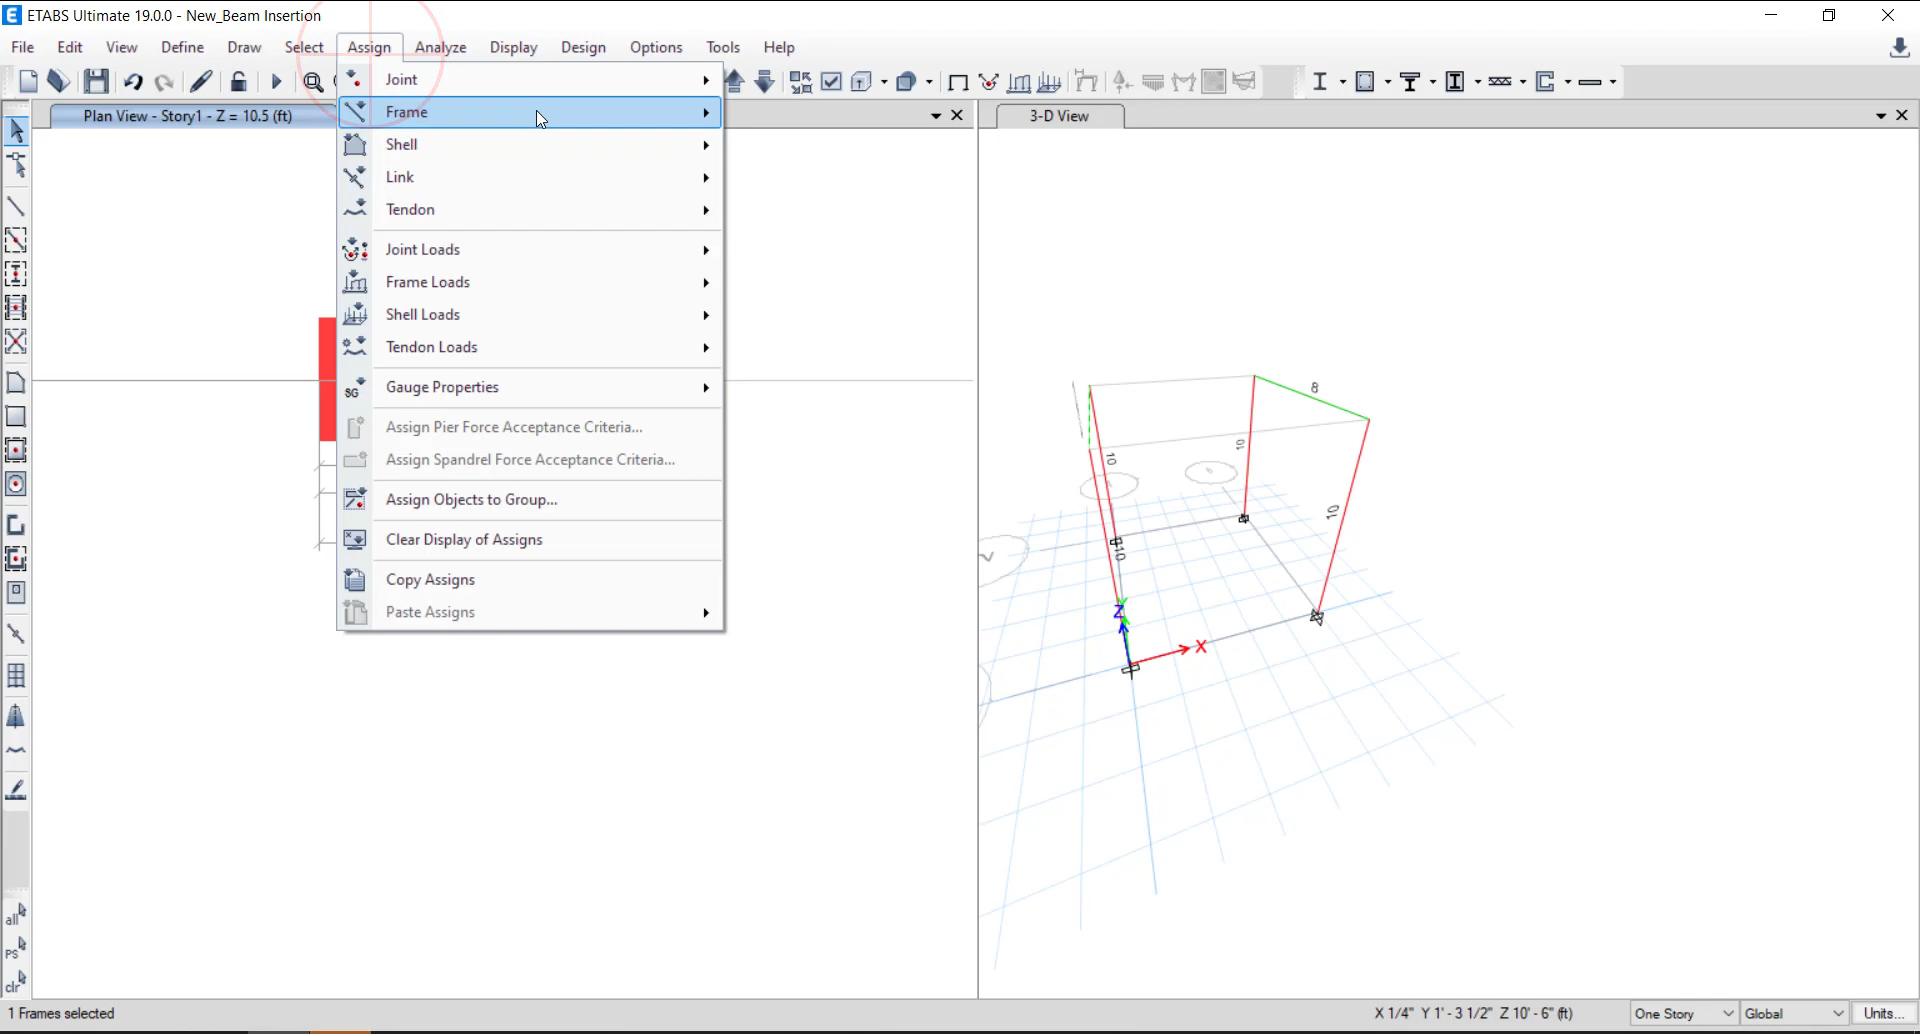 ETABS Ultimate 19.0.0 - New_Beam Insertion
File Edit View Define Draw Select Assign Analyze Display Design Options Tools Help
Plan View - Story1 - Z = 10.5 (ft)
3-D View
Joint
Frame
Shell
Link
Tendon
Joint Loads
Frame Loads
Shell Loads
Tendon Loads
SG Gauge Properties
Assign Pier Force Acceptance Criteria...
Assign Spandrel Force Acceptance Criteria...
Assign Objects to Group...
Clear Display of Assigns
Copy Assigns
Paste Assigns
8
10
10
10
10
Z
X
all
PS
clr
1 Frames selected
X 1/4" Y 1' - 3 1/2" Z 10' - 6" (ft)
One Story
Global
Units...